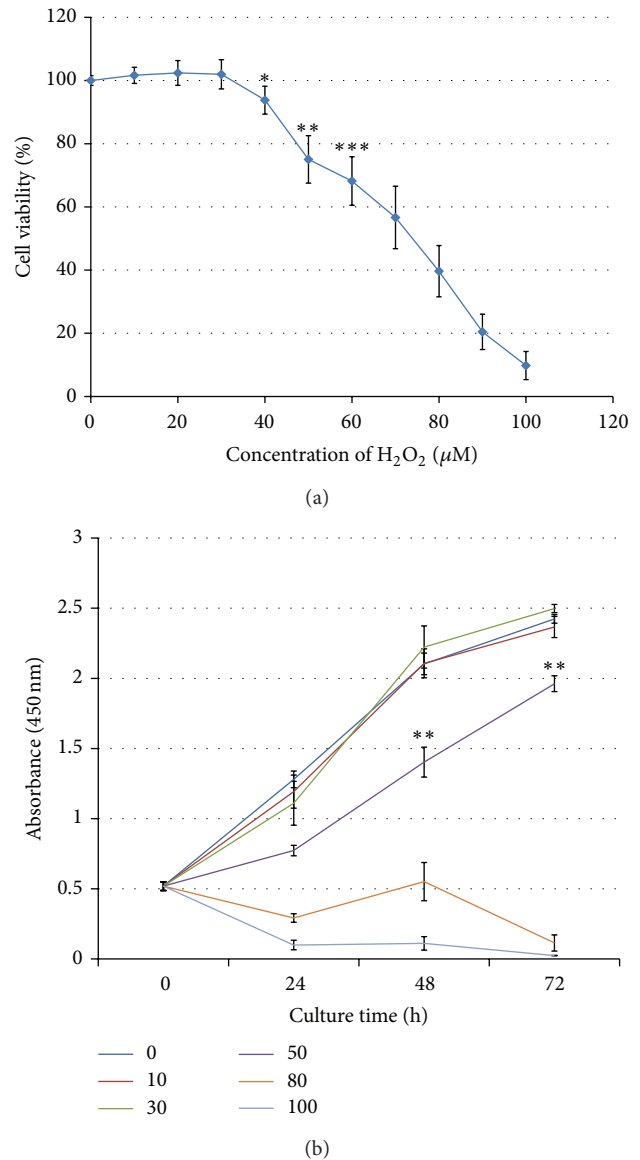 120
100
80
60
40
20
0
Cell viability (%)
*
**
***
0 20 40 60 80 100 120
Concentration of H₂O₂ (μM)
(a)
3
2.5
2
1.5
1
0.5
0
Absorbance (450 nm)
**
**
0 24 48 72
Culture time (h)
0 50
10 80
30 100
(b)